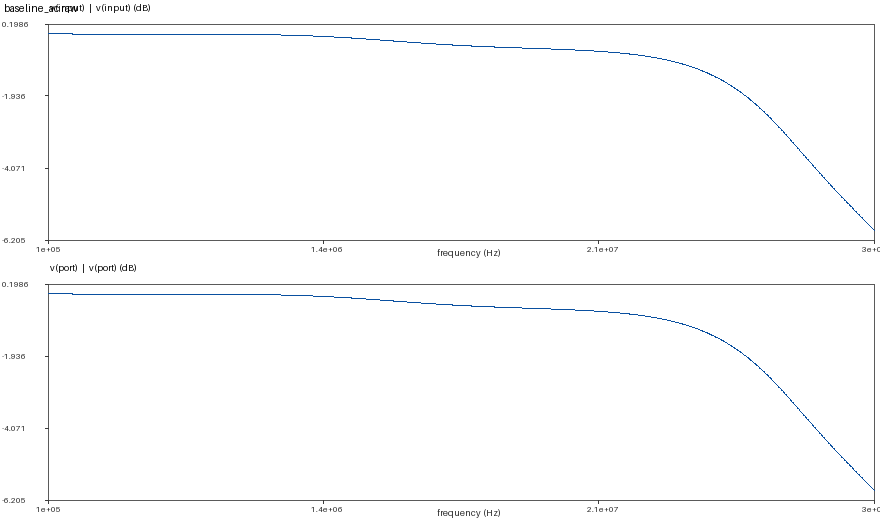 v(input) | v(input) (dB)
0.1986
-1.936
-4.071
-6.205
1e+05 1.4e+06 2.1e+07
frequency (Hz)
v(port) | v(port) (dB)
0.1986
-1.936
-4.071
-6.205
1e+05 1.4e+06 2.1e+07
frequency (Hz)